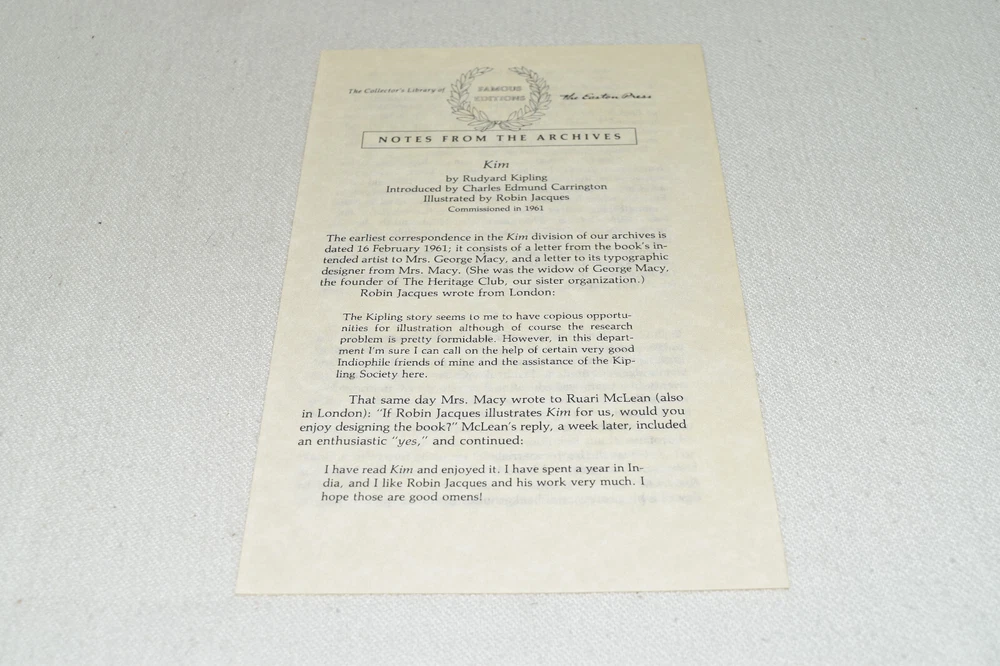 The Collector's Library of
FAMOUS
EDITIONS
the Easton Press
NOTES FROM THE ARCHIVES
Kim
by Rudyard Kipling
Introduced by Charles Edmund Carrington
Illustrated by Robin Jacques
Commissioned in 1961
The earliest correspondence in the Kim division of our archives is
dated 16 February 1961; it consists of a letter from the book's in-
tended artist to Mrs. George Macy, and a letter to its typographic
designer from Mrs. Macy. (She was the widow of George Macy,
the founder of The Heritage Club, our sister organization.)
Robin Jacques wrote from London:
The Kipling story seems to me to have copious opportu-
nities for illustration although of course the research
problem is pretty formidable. However, in this depart-
ment I'm sure I can call on the help of certain very good
Indiophile friends of mine and the assistance of the Kip-
ling Society here.
That same day Mrs. Macy wrote to Ruari McLean (also
in London): "If Robin Jacques illustrates Kim for us, would you
enjoy designing the book?" McLean's reply, a week later, included
an enthusiastic "yes," and continued:
I have read Kim and enjoyed it. I have spent a year in In-
dia, and I like Robin Jacques and his work very much. I
hope those are good omens!